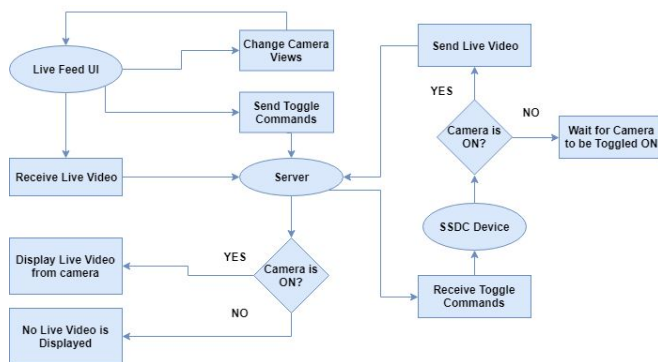 Change Camera
Views
Send Live Video
Live Feed UI
YES
NO
Send Toggle
Commands
Camera is
ON?
Wait for Camera
to be Toggled ON
Receive Live Video
Server
SSDC Device
Display Live Video
from camera
YES
Camera is
ON?
Receive Toggle
Commands
NO
No Live Video is
Displayed